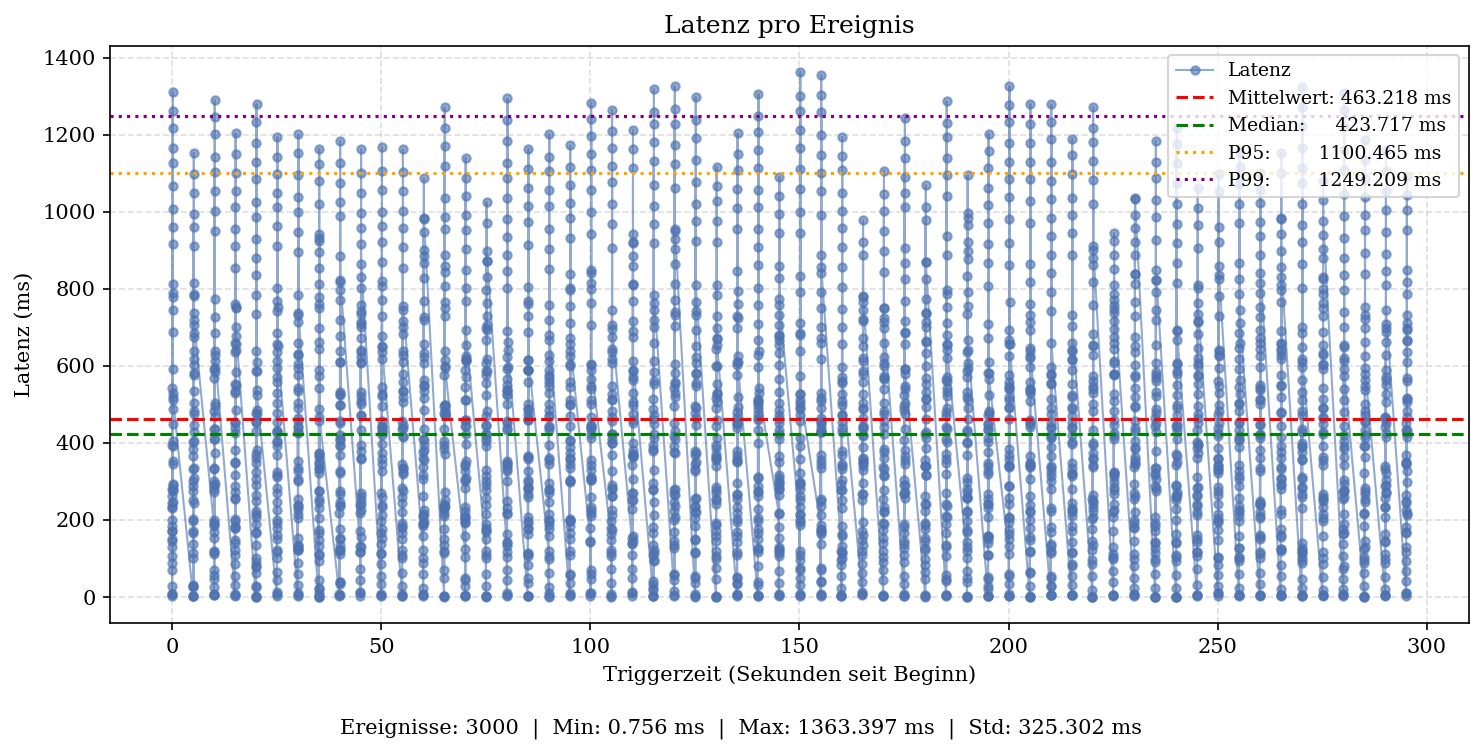 Latenz pro Ereignis
1400
1200
1000
800
600
400
200
0
Latenz (ms)
Latenz
Mittelwert: 463.218 ms
Median: 423.717 ms
P95: 1100.465 ms
P99: 1249.209 ms
0 50 100 150 200 250 300
Triggerzeit (Sekunden seit Beginn)
Ereignisse: 3000 | Min: 0.756 ms | Max: 1363.397 ms | Std: 325.302 ms